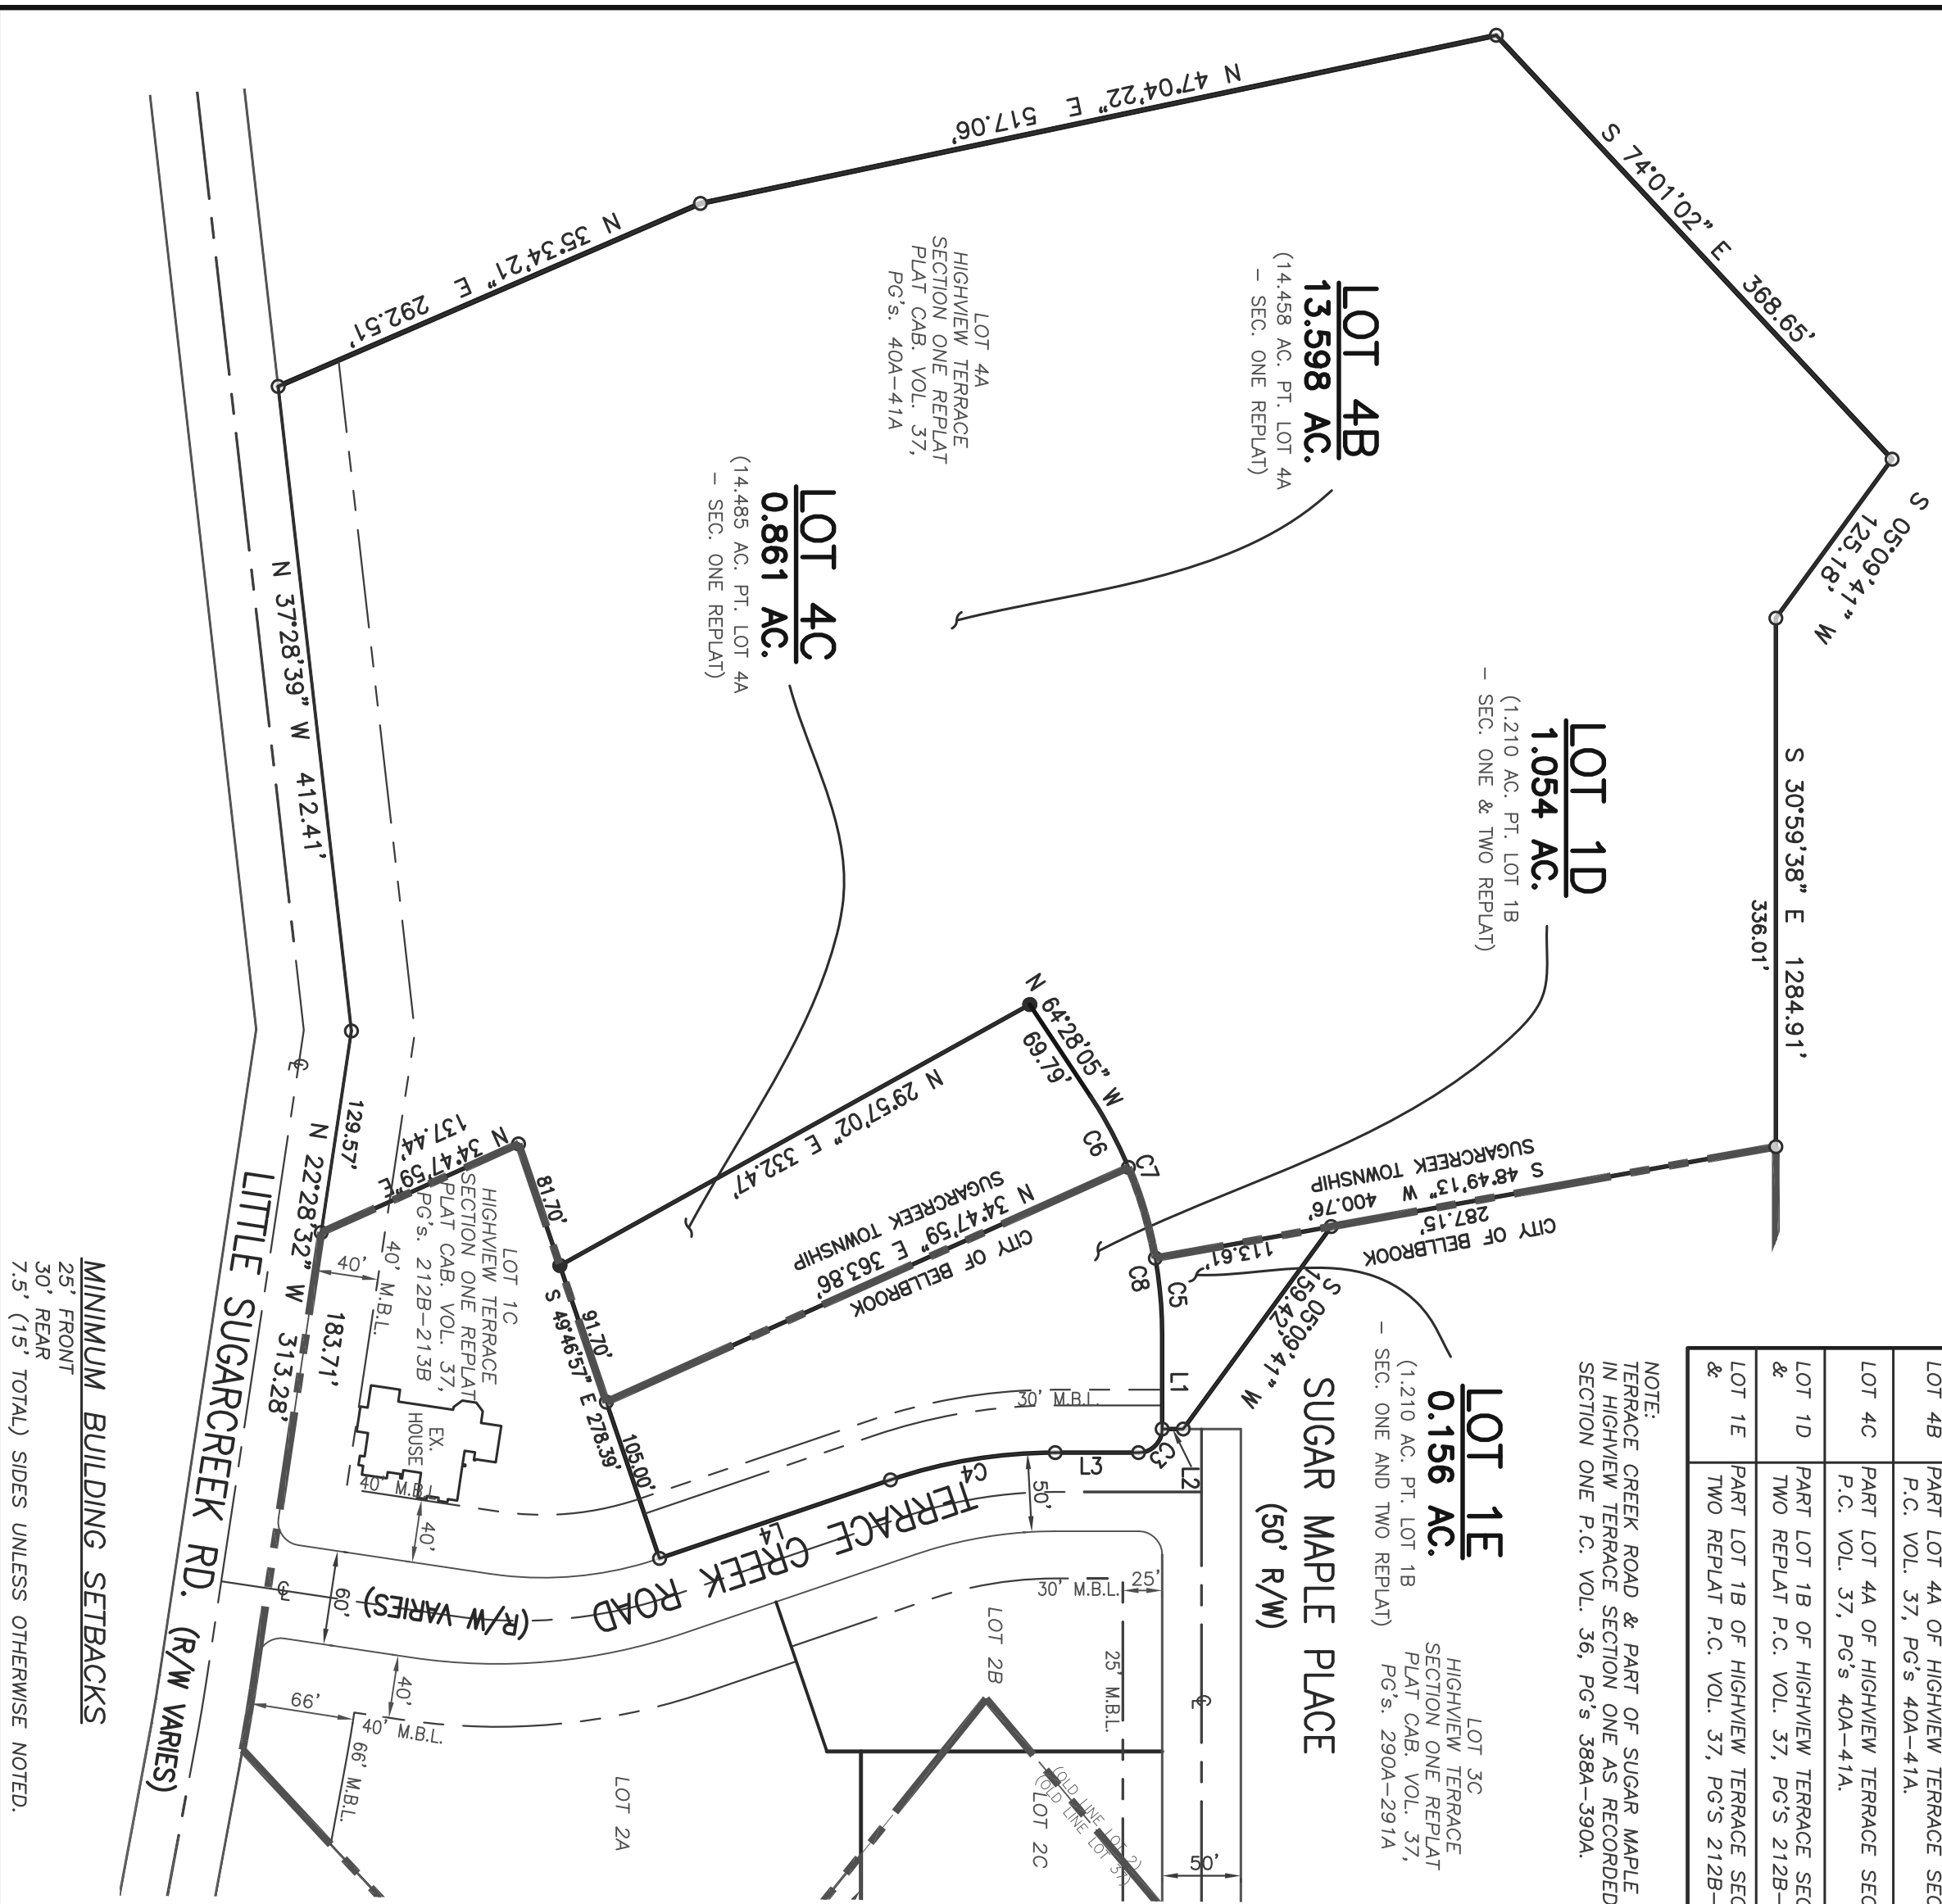 N 47°04'22" E 517.06'
S 74°01'02" E 368.65'
S 05°09'41" W
125.18'
S 30°59'38" E 1284.91'
336.01'
N 35°34'21" E 292.51'
LOT 4B
13.598 AC.
(14.458 AC. PT. LOT 4A
- SEC. ONE REPLAT)
LOT 4A
HIGHVIEW TERRACE
SECTION ONE REPLAT
PLAT CAB. VOL. 37,
PG's. 40A-41A
LOT 4C
0.861 AC.
(14.485 AC. PT. LOT 4A
- SEC. ONE REPLAT)
LOT 1D
1.054 AC.
(1.210 AC. PT. LOT 1B
- SEC. ONE & TWO REPLAT)
N 37°28'39" W 412.41'
N 64°28'05" W
69.79'
C6
C7
C8
C5
N 29°57'02" E 332.47'
SUGARCREEK TOWNSHIP
N 34°47'59" E 363.86'
CITY OF BELLBROOK
SUGARCREEK TOWNSHIP
S 48°49'13" W 400.76'
287.15'
CITY OF BELLBROOK
113.61'
S 05°09'41" W
159.42'
129.57'
N 22°28'32" W 313.28'
183.71'
N 34°47'59" E
137.44'
81.70'
91.70'
S 49°46'57" E 278.39'
105.00'
LOT 1C
HIGHVIEW TERRACE
SECTION ONE REPLAT
PLAT CAB. VOL. 37,
PG's. 212B-213B
40'
40' M.B.L.
EX.
HOUSE
40' M.B.L.
40'
LITTLE SUGARCREEK RD. (R/W VARIES)
℄
L1
L2
C3
L3
C4
L4
30' M.B.L.
50'
TERRACE CREEK ROAD (R/W VARIES)
60'
℄
40'
40' M.B.L.
66'
66' M.B.L.
30' M.B.L.
25'
25' M.B.L.
℄
50'
LOT 2B
LOT 2C
LOT 2A
(OLD LINE LOT 2)
(OLD LINE LOT 37)
SUGAR MAPLE PLACE
(50' R/W)
LOT 1E
0.156 AC.
(1.210 AC. PT. LOT 1B
- SEC. ONE AND TWO REPLAT)
LOT 3C
HIGHVIEW TERRACE
SECTION ONE REPLAT
PLAT CAB. VOL. 37,
PG's. 290A-291A
LOT 4B PART LOT 4A OF HIGHVIEW TERRACE
P.C. VOL. 37, PG's 40A-41A.
LOT 4C PART LOT 4A OF HIGHVIEW TERRACE
P.C. VOL. 37, PG's 40A-41A.
LOT 1D PART LOT 1B OF HIGHVIEW TERRACE
& TWO REPLAT P.C. VOL. 37, PG'S 212B-
LOT 1E PART LOT 1B OF HIGHVIEW TERRACE
& TWO REPLAT P.C. VOL. 37, PG'S 212B-
NOTE:
TERRACE CREEK ROAD & PART OF SUGAR MAPLE
IN HIGHVIEW TERRACE SECTION ONE AS RECORDED
SECTION ONE P.C. VOL. 36, PG's 388A-390A.
MINIMUM BUILDING SETBACKS
25' FRONT
30' REAR
7.5' (15' TOTAL) SIDES UNLESS OTHERWISE NOTED.